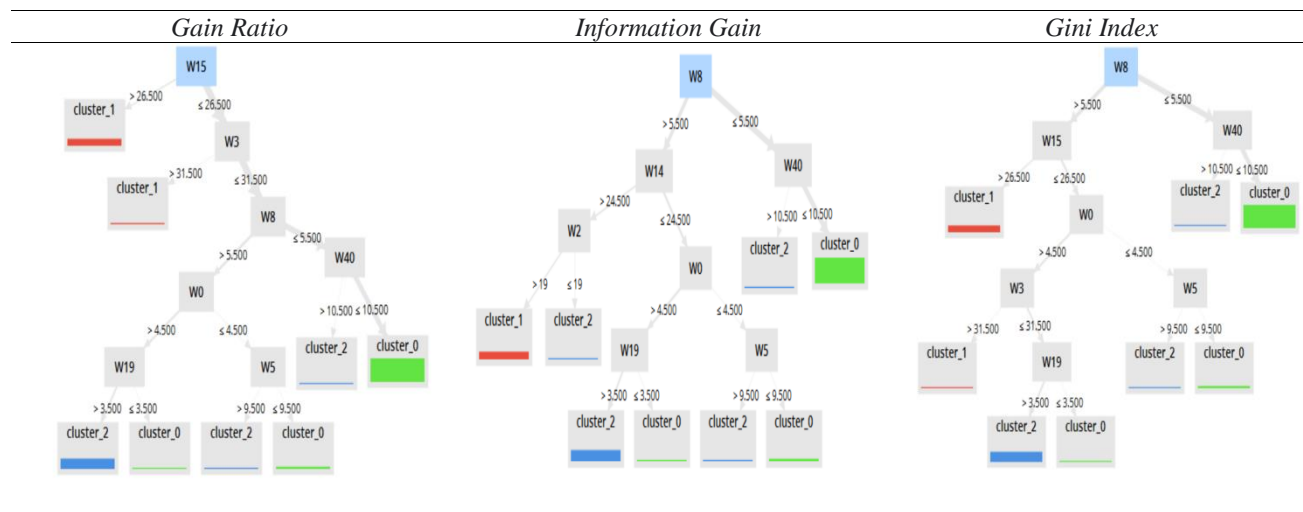 Gain Ratio Information Gain Gini Index
W15
> 26.500 ≤ 26.500
cluster_1
W3
> 31.500 ≤ 31.500
cluster_1
W8
> 5.500 ≤ 5.500
W0
W40
> 4.500 ≤ 4.500
> 10.500 ≤ 10.500
W19
W5
cluster_2 cluster_0
> 3.500 ≤ 3.500 > 9.500 ≤ 9.500
cluster_2 cluster_0 cluster_2 cluster_0
W8
> 5.500 ≤ 5.500
W14
W40
> 24.500 ≤ 24.500
> 10.500 ≤ 10.500
W2
cluster_2 cluster_0
W0
> 19 ≤ 19
> 4.500 ≤ 4.500
cluster_1 cluster_2
W19
W5
> 3.500 ≤ 3.500 > 9.500 ≤ 9.500
cluster_2 cluster_0 cluster_2 cluster_0
W8
> 5.500 ≤ 5.500
W15
W40
> 26.500 ≤ 26.500
> 10.500 ≤ 10.500
cluster_1
cluster_2 cluster_0
W0
> 4.500 ≤ 4.500
W3
W5
> 31.500 ≤ 31.500
> 9.500 ≤ 9.500
cluster_1
W19
cluster_2 cluster_0
> 3.500 ≤ 3.500
cluster_2 cluster_0